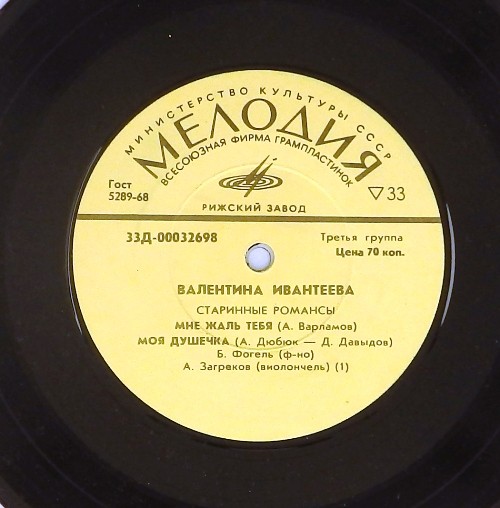 МИНИСТЕРСТВО КУЛЬТУРЫ СССР
МЕЛОДИЯ
ВСЕСОЮЗНАЯ ФИРМА ГРАМПЛАСТИНОК
Гост
5289-68
▽33
РИЖСКИЙ ЗАВОД
33Д-00032698
Третья группа
Цена 70 коп.
ВАЛЕНТИНА ИВАНТЕЕВА
СТАРИННЫЕ РОМАНСЫ
МНЕ ЖАЛЬ ТЕБЯ (А. Варламов)
МОЯ ДУШЕЧКА (А. Дюбюк — Д. Давыдов)
Б. Фогель (ф-но)
А. Загреков (виолончель) (1)